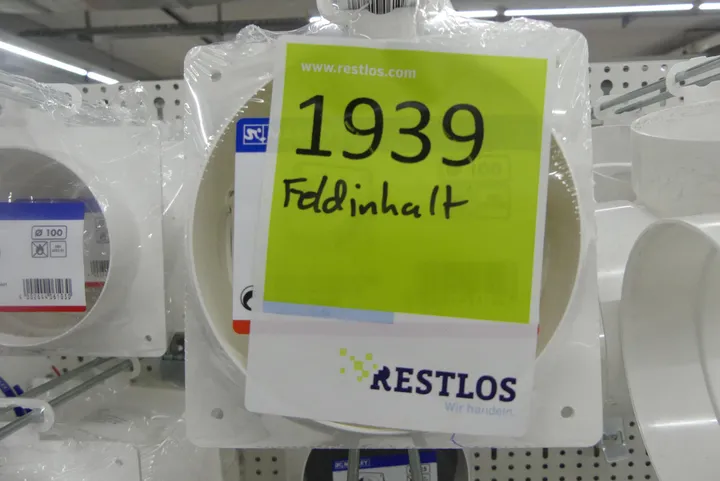 www.restlos.com
1939
Feldinhalt
RESTLOS
Wir handeln.
Ø 100